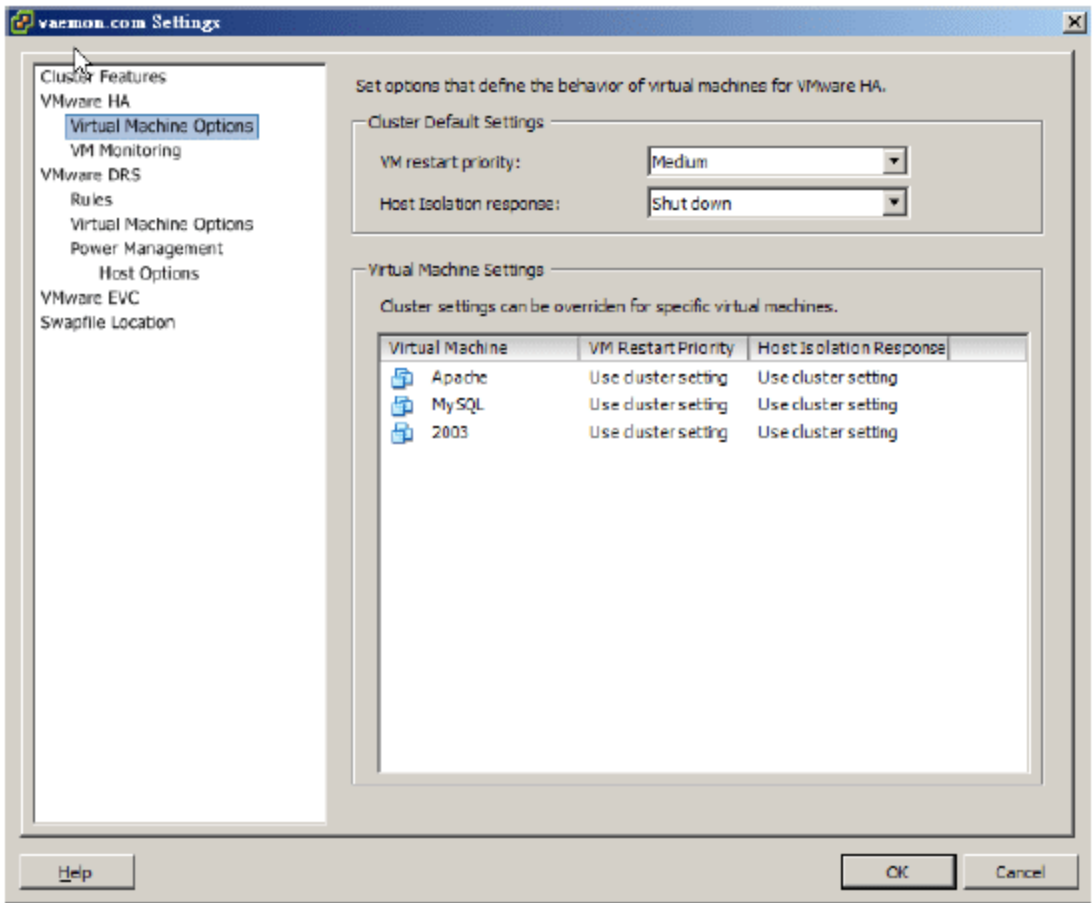 vaemon.com Settings
Cluster Features
VMware HA
Virtual Machine Options
VM Monitoring
VMware DRS
Rules
Virtual Machine Options
Power Management
Host Options
VMware EVC
Swapfile Location
Set options that define the behavior of virtual machines for VMware HA.
Cluster Default Settings
VM restart priority: Medium
Host Isolation response: Shut down
Virtual Machine Settings
Cluster settings can be overriden for specific virtual machines.
Virtual Machine VM Restart Priority Host Isolation Response
Apache Use cluster setting Use cluster setting
MySQL Use cluster setting Use cluster setting
2003 Use cluster setting Use cluster setting
Help OK Cancel